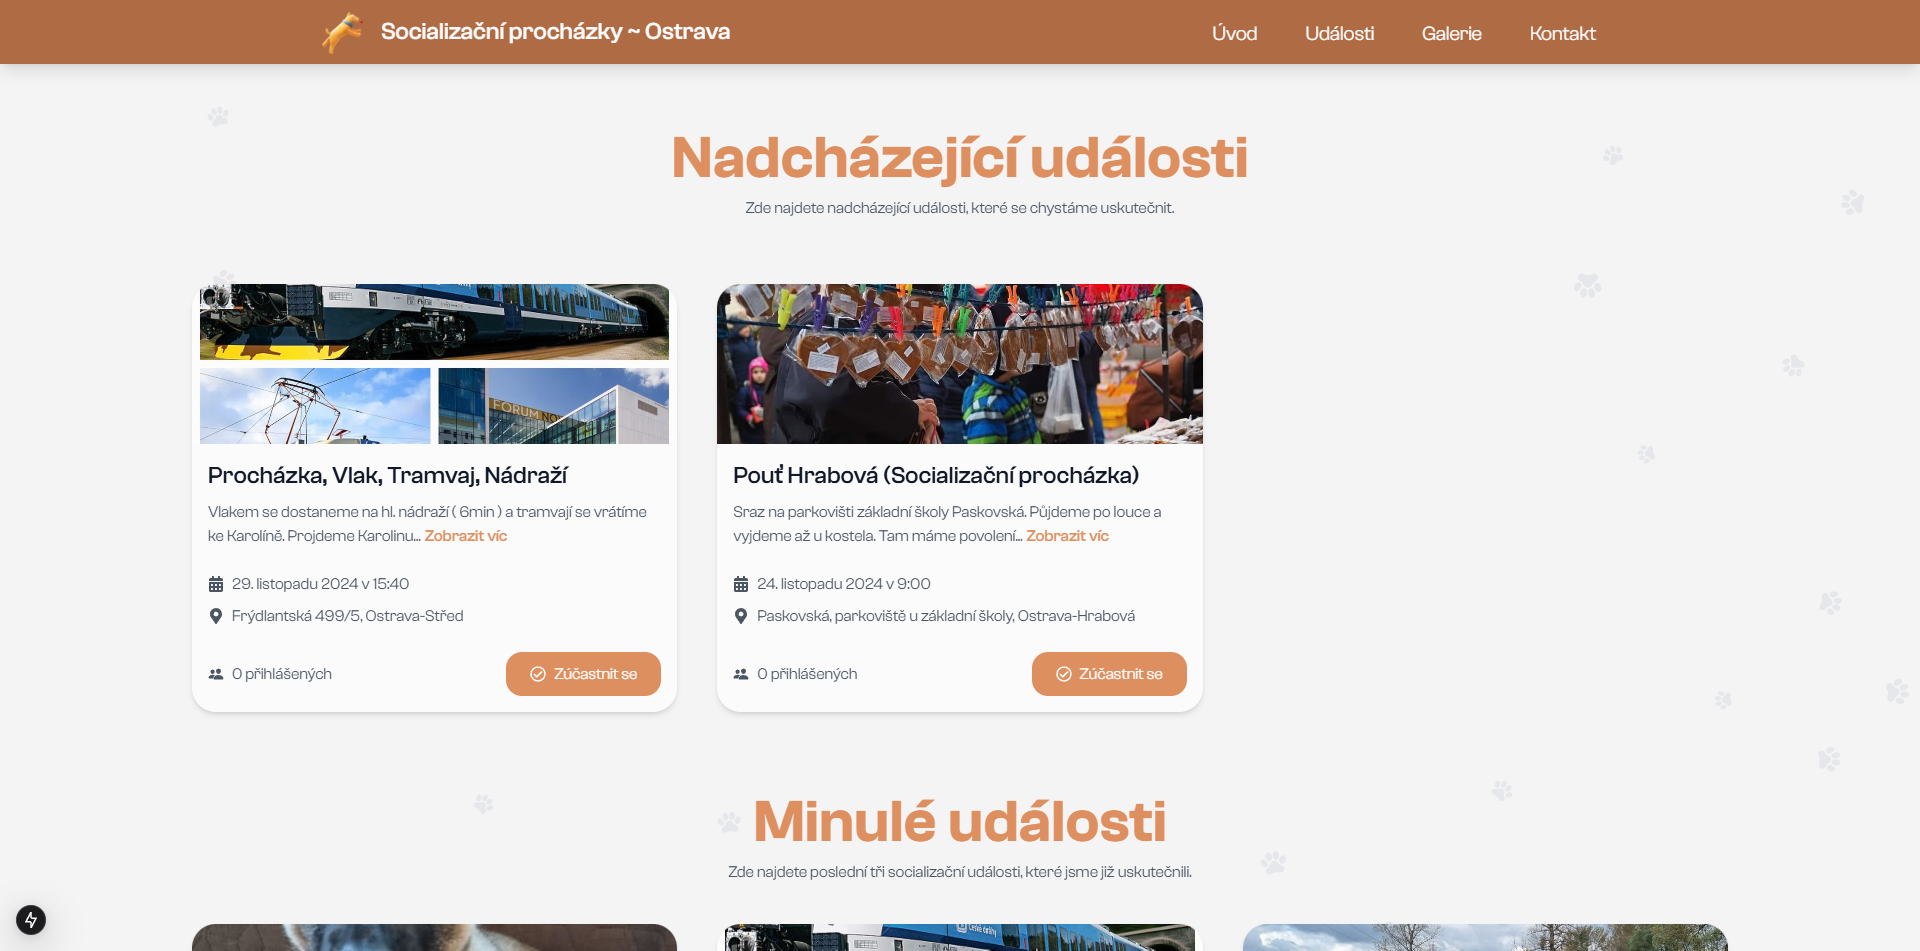 Socializační procházky ~ Ostrava
Úvod
Události
Galerie
Kontakt
Nadcházející události
Zde najdete nadcházející události, které se chystáme uskutečnit.
FORUM NO
Procházka, Vlak, Tramvaj, Nádraží
Vlakem se dostaneme na hl. nádraží ( 6min ) a tramvají se vrátíme
ke Karolíně. Projdeme Karolinu... Zobrazit víc
29. listopadu 2024 v 15:40
Frýdlantská 499/5, Ostrava-Střed
0 přihlášených
Zúčastnit se
Pouť Hrabová (Socializační procházka)
Sraz na parkovišti základní školy Paskovská. Půjdeme po louce a
vyjdeme až u kostela. Tam máme povolení... Zobrazit víc
24. listopadu 2024 v 9:00
Paskovská, parkoviště u základní školy, Ostrava-Hrabová
0 přihlášených
Zúčastnit se
Minulé události
Zde najdete poslední tři socializační události, které jsme již uskutečnili.
České dráhy